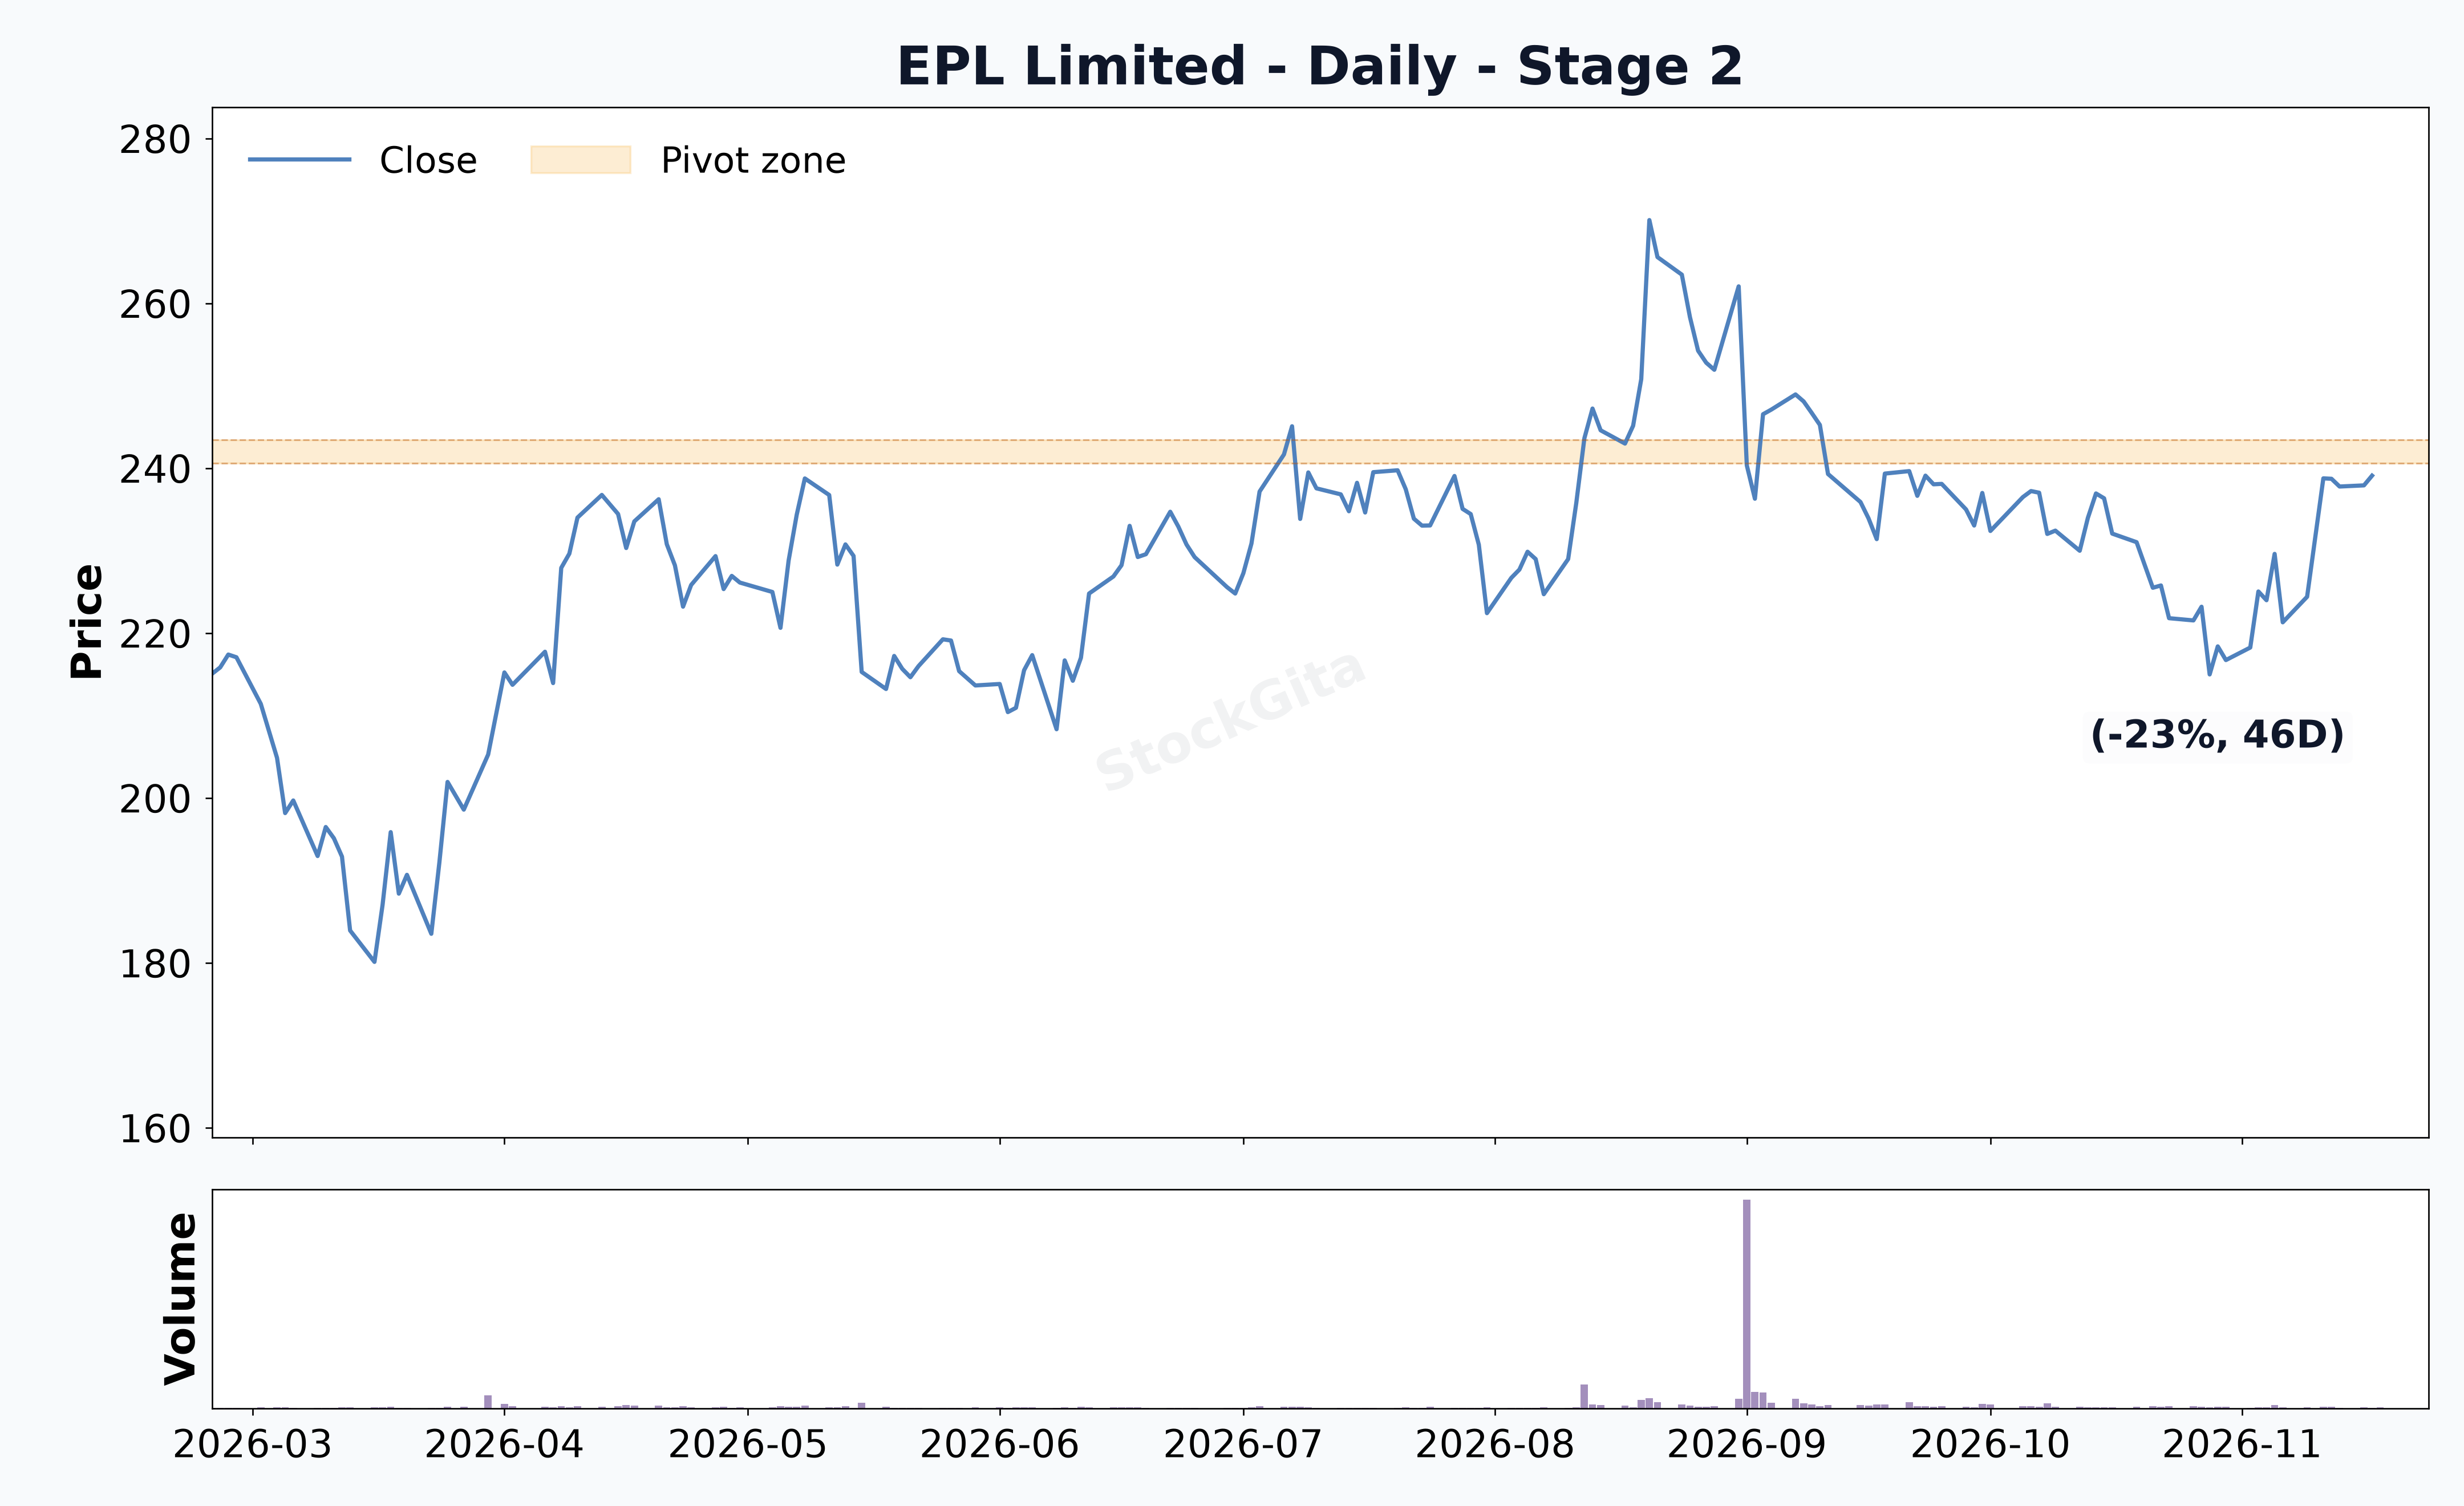 EPL Limited - Daily - Stage 2
Close
Pivot zone
Price
280
260
240
220
200
180
160
StockGita
(-23%, 46D)
Volume
2026-03
2026-04
2026-05
2026-06
2026-07
2026-08
2026-09
2026-10
2026-11